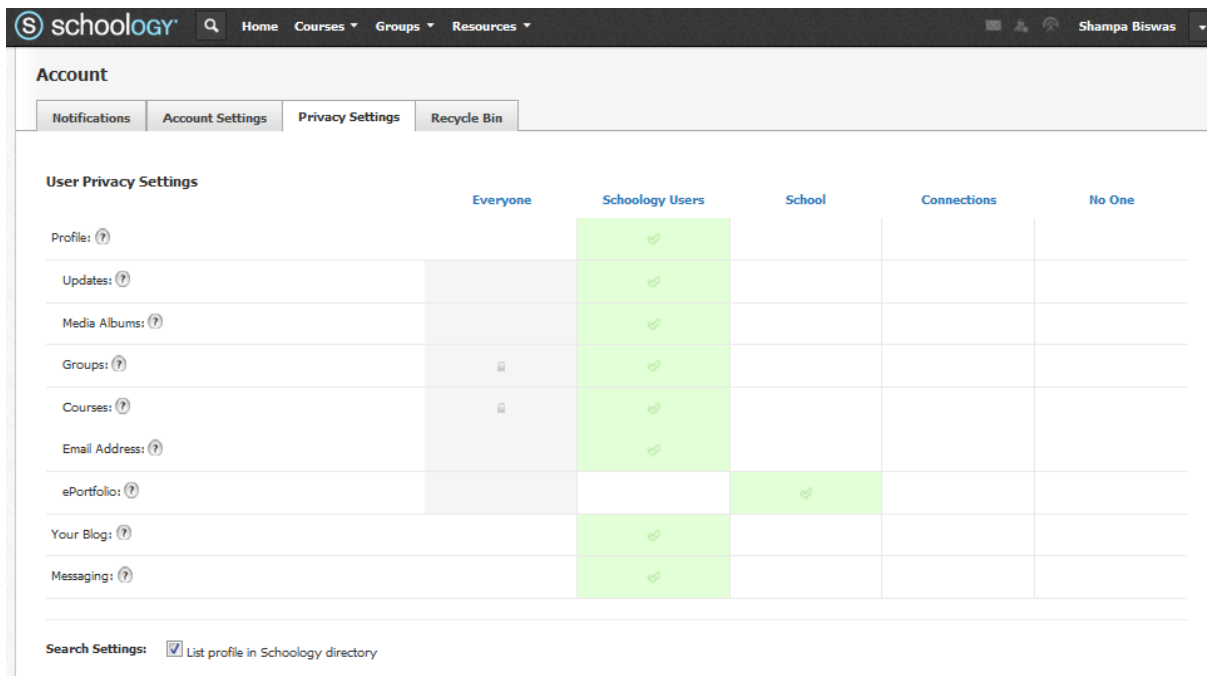 S schoology Home Courses Groups Resources Shampa Biswas
Account
Notifications Account Settings Privacy Settings Recycle Bin
User Privacy Settings
Everyone Schoology Users School Connections No One
Profile: ?
Updates: ?
Media Albums: ?
Groups: ?
Courses: ?
Email Address: ?
ePortfolio: ?
Your Blog: ?
Messaging: ?
Search Settings: List profile in Schoology directory